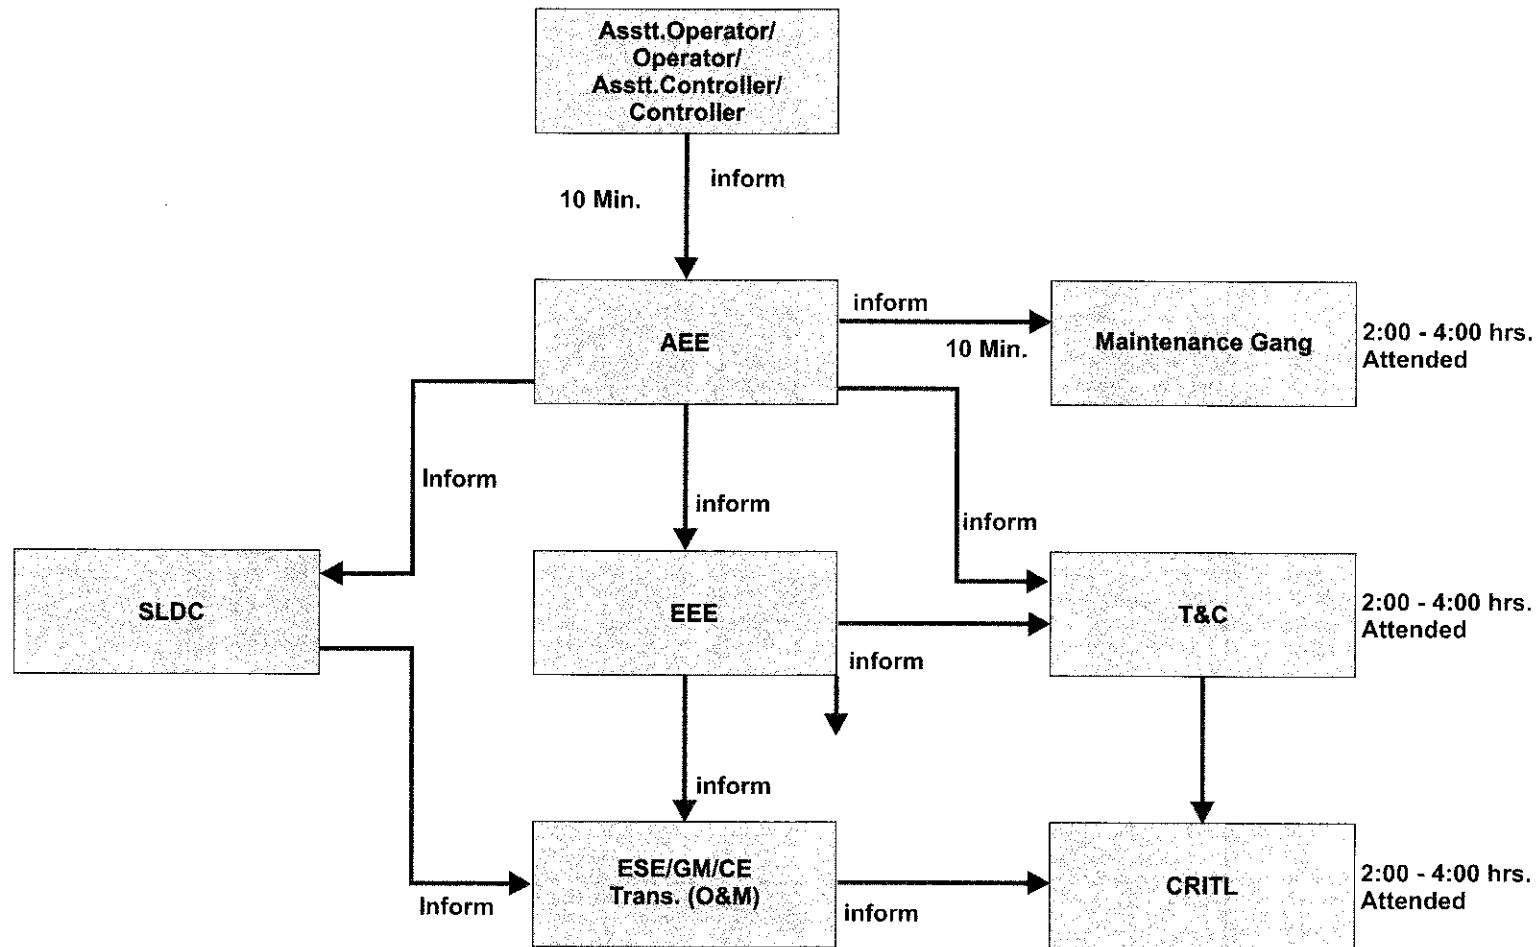 Asstt.Operator/
Operator/
Asstt.Controller/
Controller
inform
10 Min.
AEE
inform
10 Min.
Maintenance Gang
2:00 - 4:00 hrs.
Attended
Inform
inform
inform
SLDC
EEE
inform
T&C
2:00 - 4:00 hrs.
Attended
inform
Inform
ESE/GM/CE
Trans. (O&M)
inform
CRITL
2:00 - 4:00 hrs.
Attended